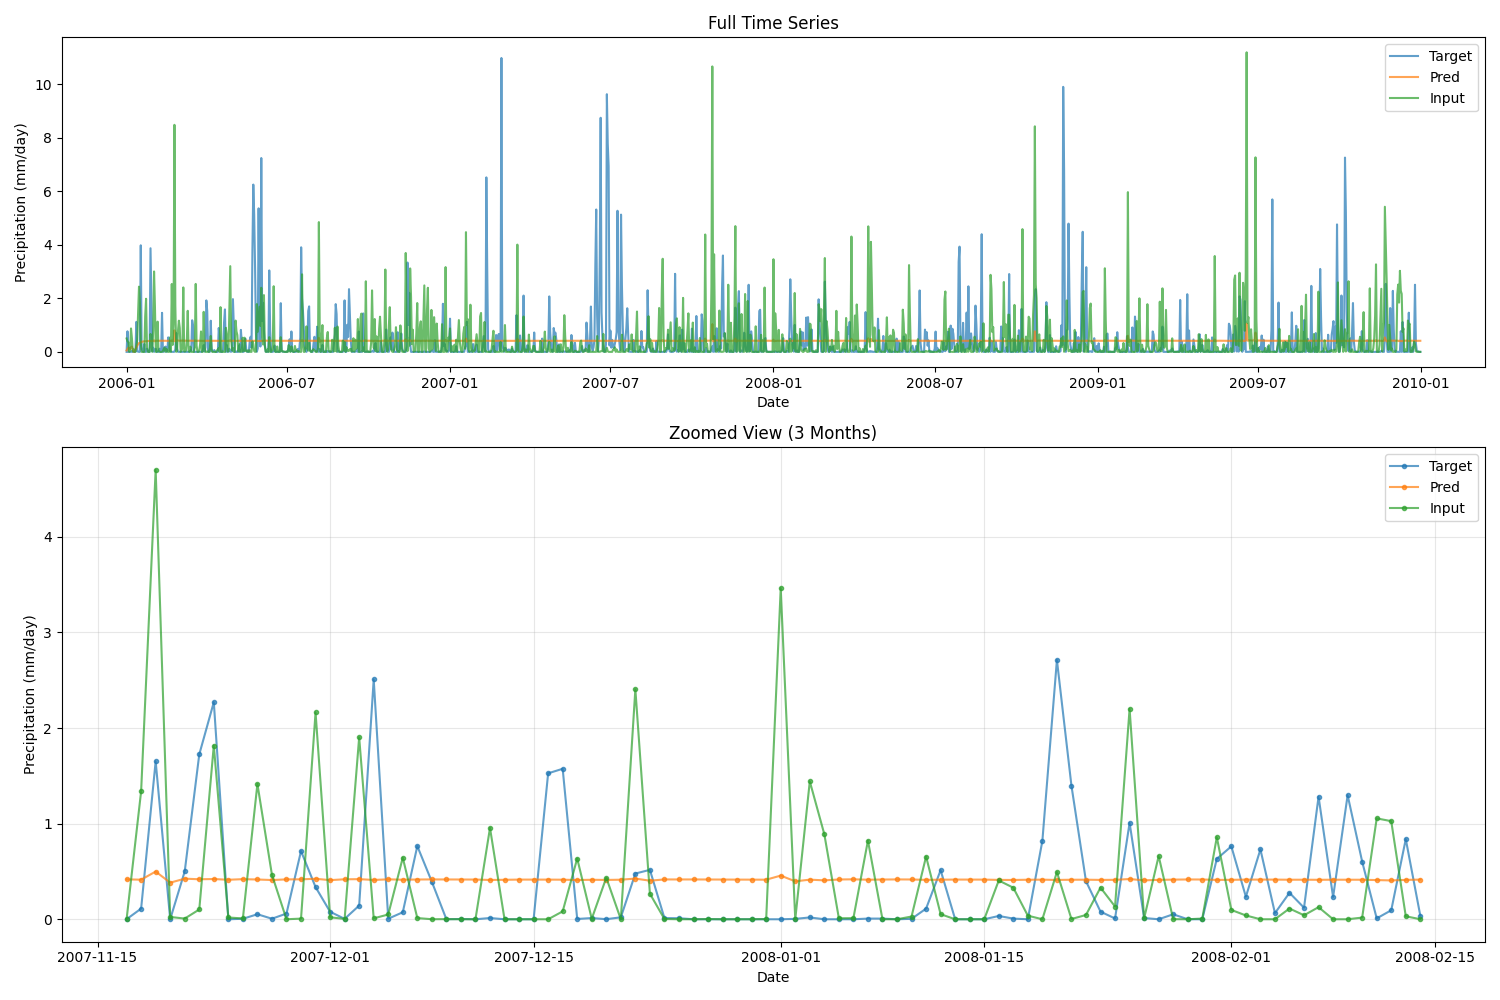 Full Time Series
Precipitation (mm/day)
10
8
6
4
2
0
Target
Pred
Input
2006-01 2006-07 2007-01 2007-07 2008-01 2008-07 2009-01 2009-07 2010-01
Date
Zoomed View (3 Months)
Precipitation (mm/day)
4
3
2
1
0
Target
Pred
Input
2007-11-15 2007-12-01 2007-12-15 2008-01-01 2008-01-15 2008-02-01 2008-02-15
Date